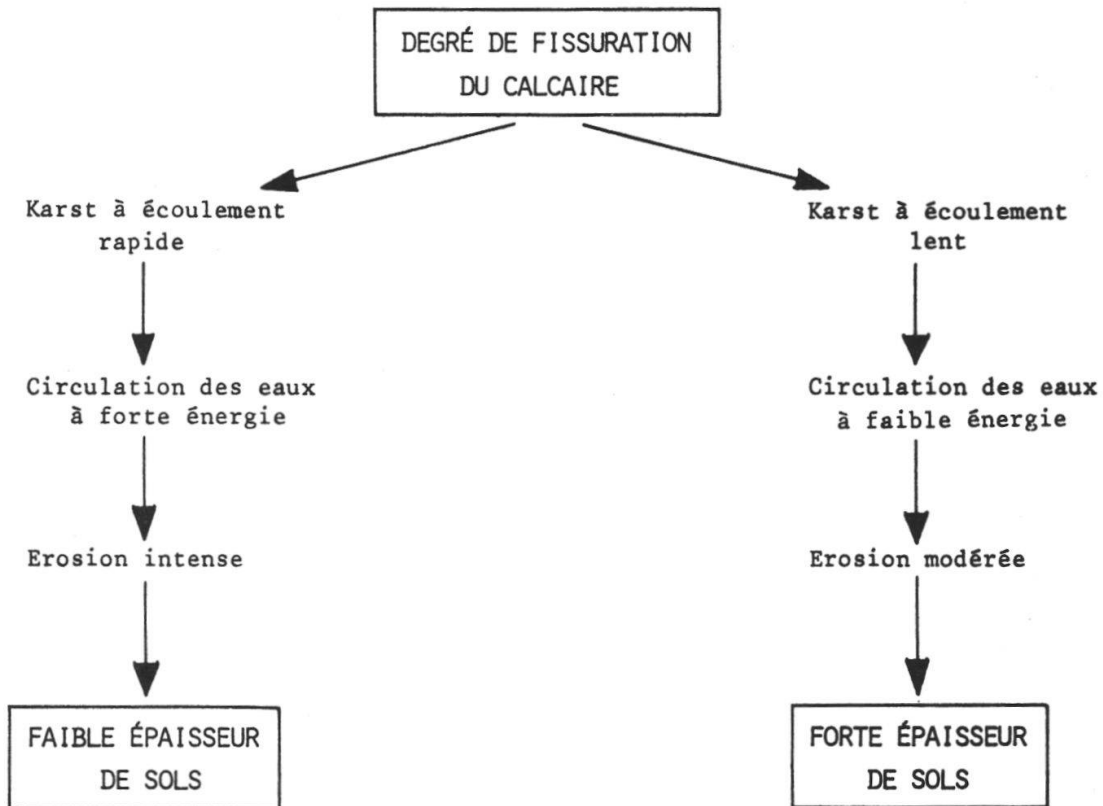 DEGRÉ DE FISSURATION
DU CALCAIRE
Karst à écoulement
rapide
Karst à écoulement
lent
Circulation des eaux
à forte énergie
Circulation des eaux
à faible énergie
Erosion intense
Erosion modérée
FAIBLE ÉPAISSEUR
DE SOLS
FORTE ÉPAISSEUR
DE SOLS